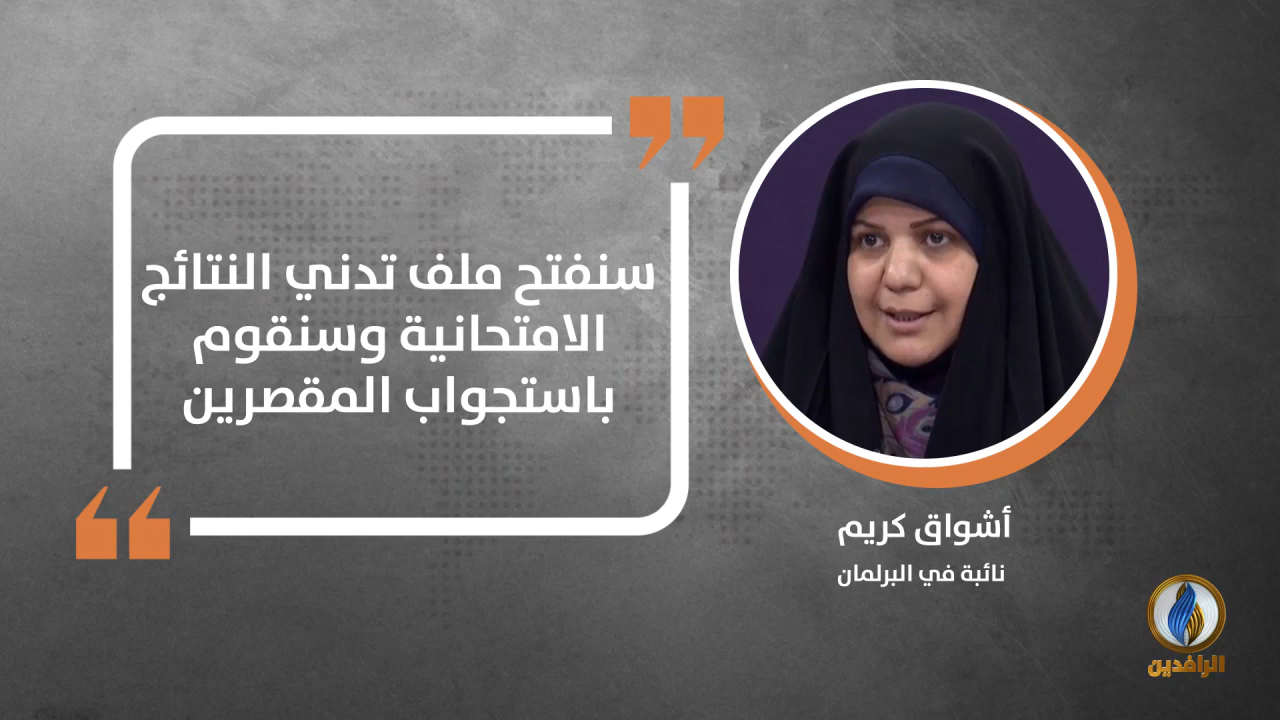 سنفتح ملف تدني النتائج
الامتحانية وسنقوم
باستجواب المقصرين
أشواق كريم
نائبة في البرلمان
الرافدين